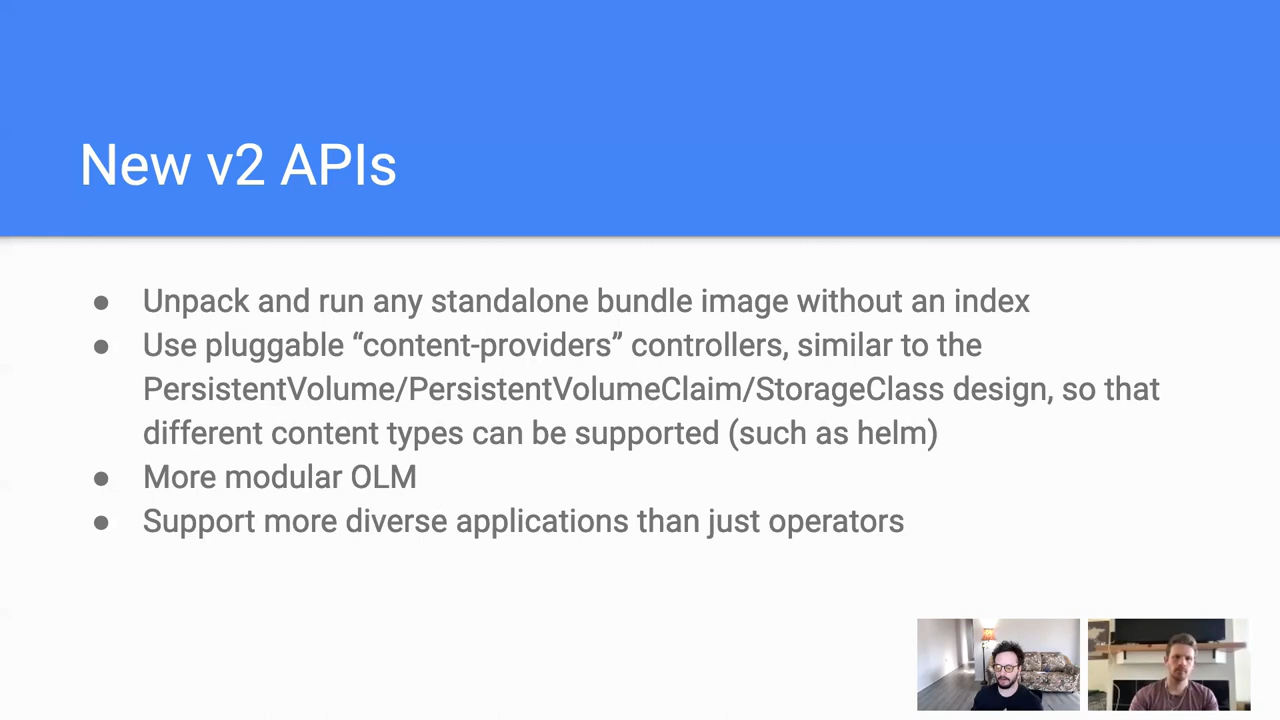 New v2 APIs
● Unpack and run any standalone bundle image without an index
● Use pluggable “content-providers” controllers, similar to the
PersistentVolume/PersistentVolumeClaim/StorageClass design, so that
different content types can be supported (such as helm)
● More modular OLM
● Support more diverse applications than just operators